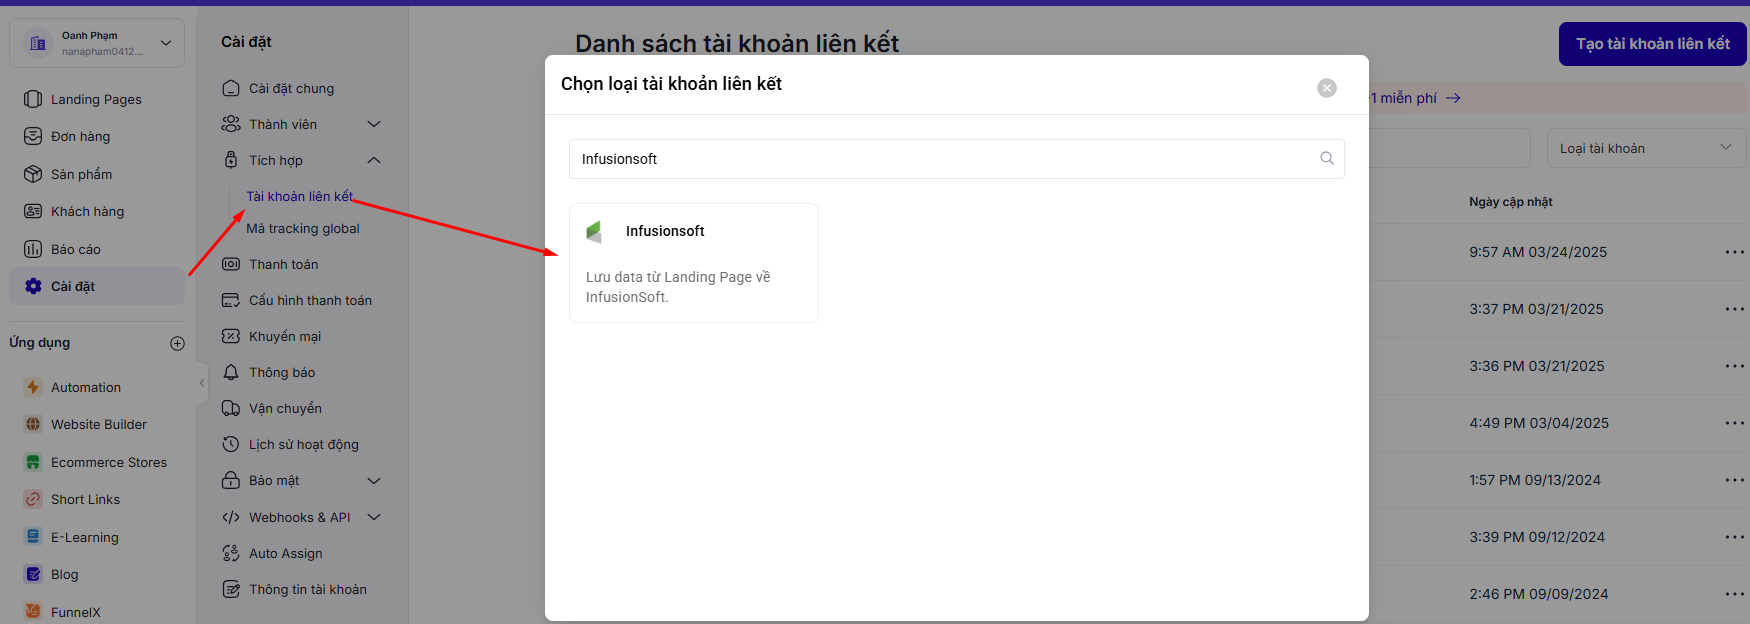 Oanh Phạm
nanapham0412...
Landing Pages
Đơn hàng
Sản phẩm
Khách hàng
Báo cáo
Cài đặt
Ứng dụng
Automation
Website Builder
Ecommerce Stores
Short Links
E-Learning
Blog
FunnelX
Cài đặt
Cài đặt chung
Thành viên
Tích hợp
Tài khoản liên kết
Mã tracking global
Thanh toán
Cấu hình thanh toán
Khuyến mại
Thông báo
Vận chuyển
Lịch sử hoạt động
Bảo mật
Webhooks & API
Auto Assign
Thông tin tài khoản
Danh sách tài khoản liên kết
Tạo tài khoản liên kết
1 miễn phí
Loại tài khoản
Chọn loại tài khoản liên kết
Infusionsoft
Infusionsoft
Lưu data từ Landing Page về
InfusionSoft.
Ngày cập nhật
9:57 AM 03/24/2025
3:37 PM 03/21/2025
3:36 PM 03/21/2025
4:49 PM 03/04/2025
1:57 PM 09/13/2024
3:39 PM 09/12/2024
2:46 PM 09/09/2024